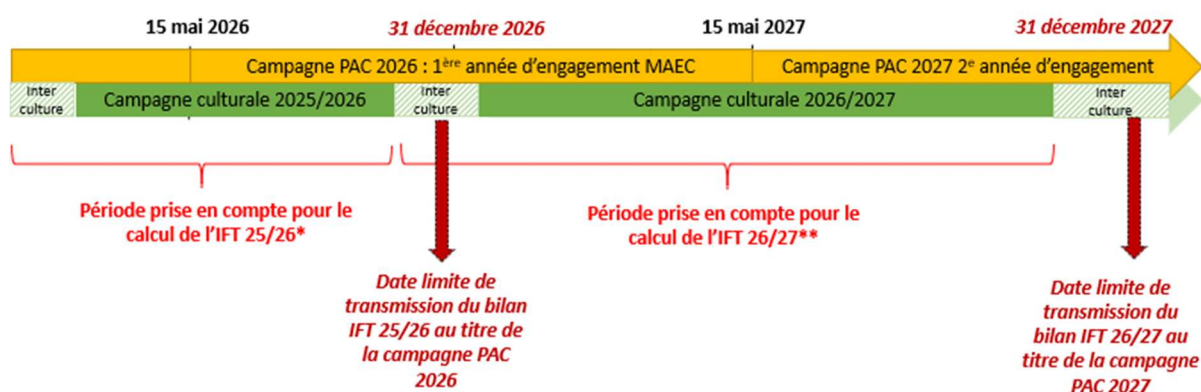 15 mai 2026
31 décembre 2026
15 mai 2027
31 décembre 2027
Campagne PAC 2026 : 1ère année d'engagement MAEC
Campagne PAC 2027 2e année d'engagement
Inter
culture
Campagne culturale 2025/2026
Inter
culture
Campagne culturale 2026/2027
Inter
culture
Période prise en compte pour le
calcul de l'IFT 25/26*
Période prise en compte pour le
calcul de l'IFT 26/27**
Date limite de
transmission du bilan
IFT 25/26 au titre de
la campagne PAC
2026
Date limite de
transmission du
bilan IFT 26/27 au
titre de la campagne
PAC 2027